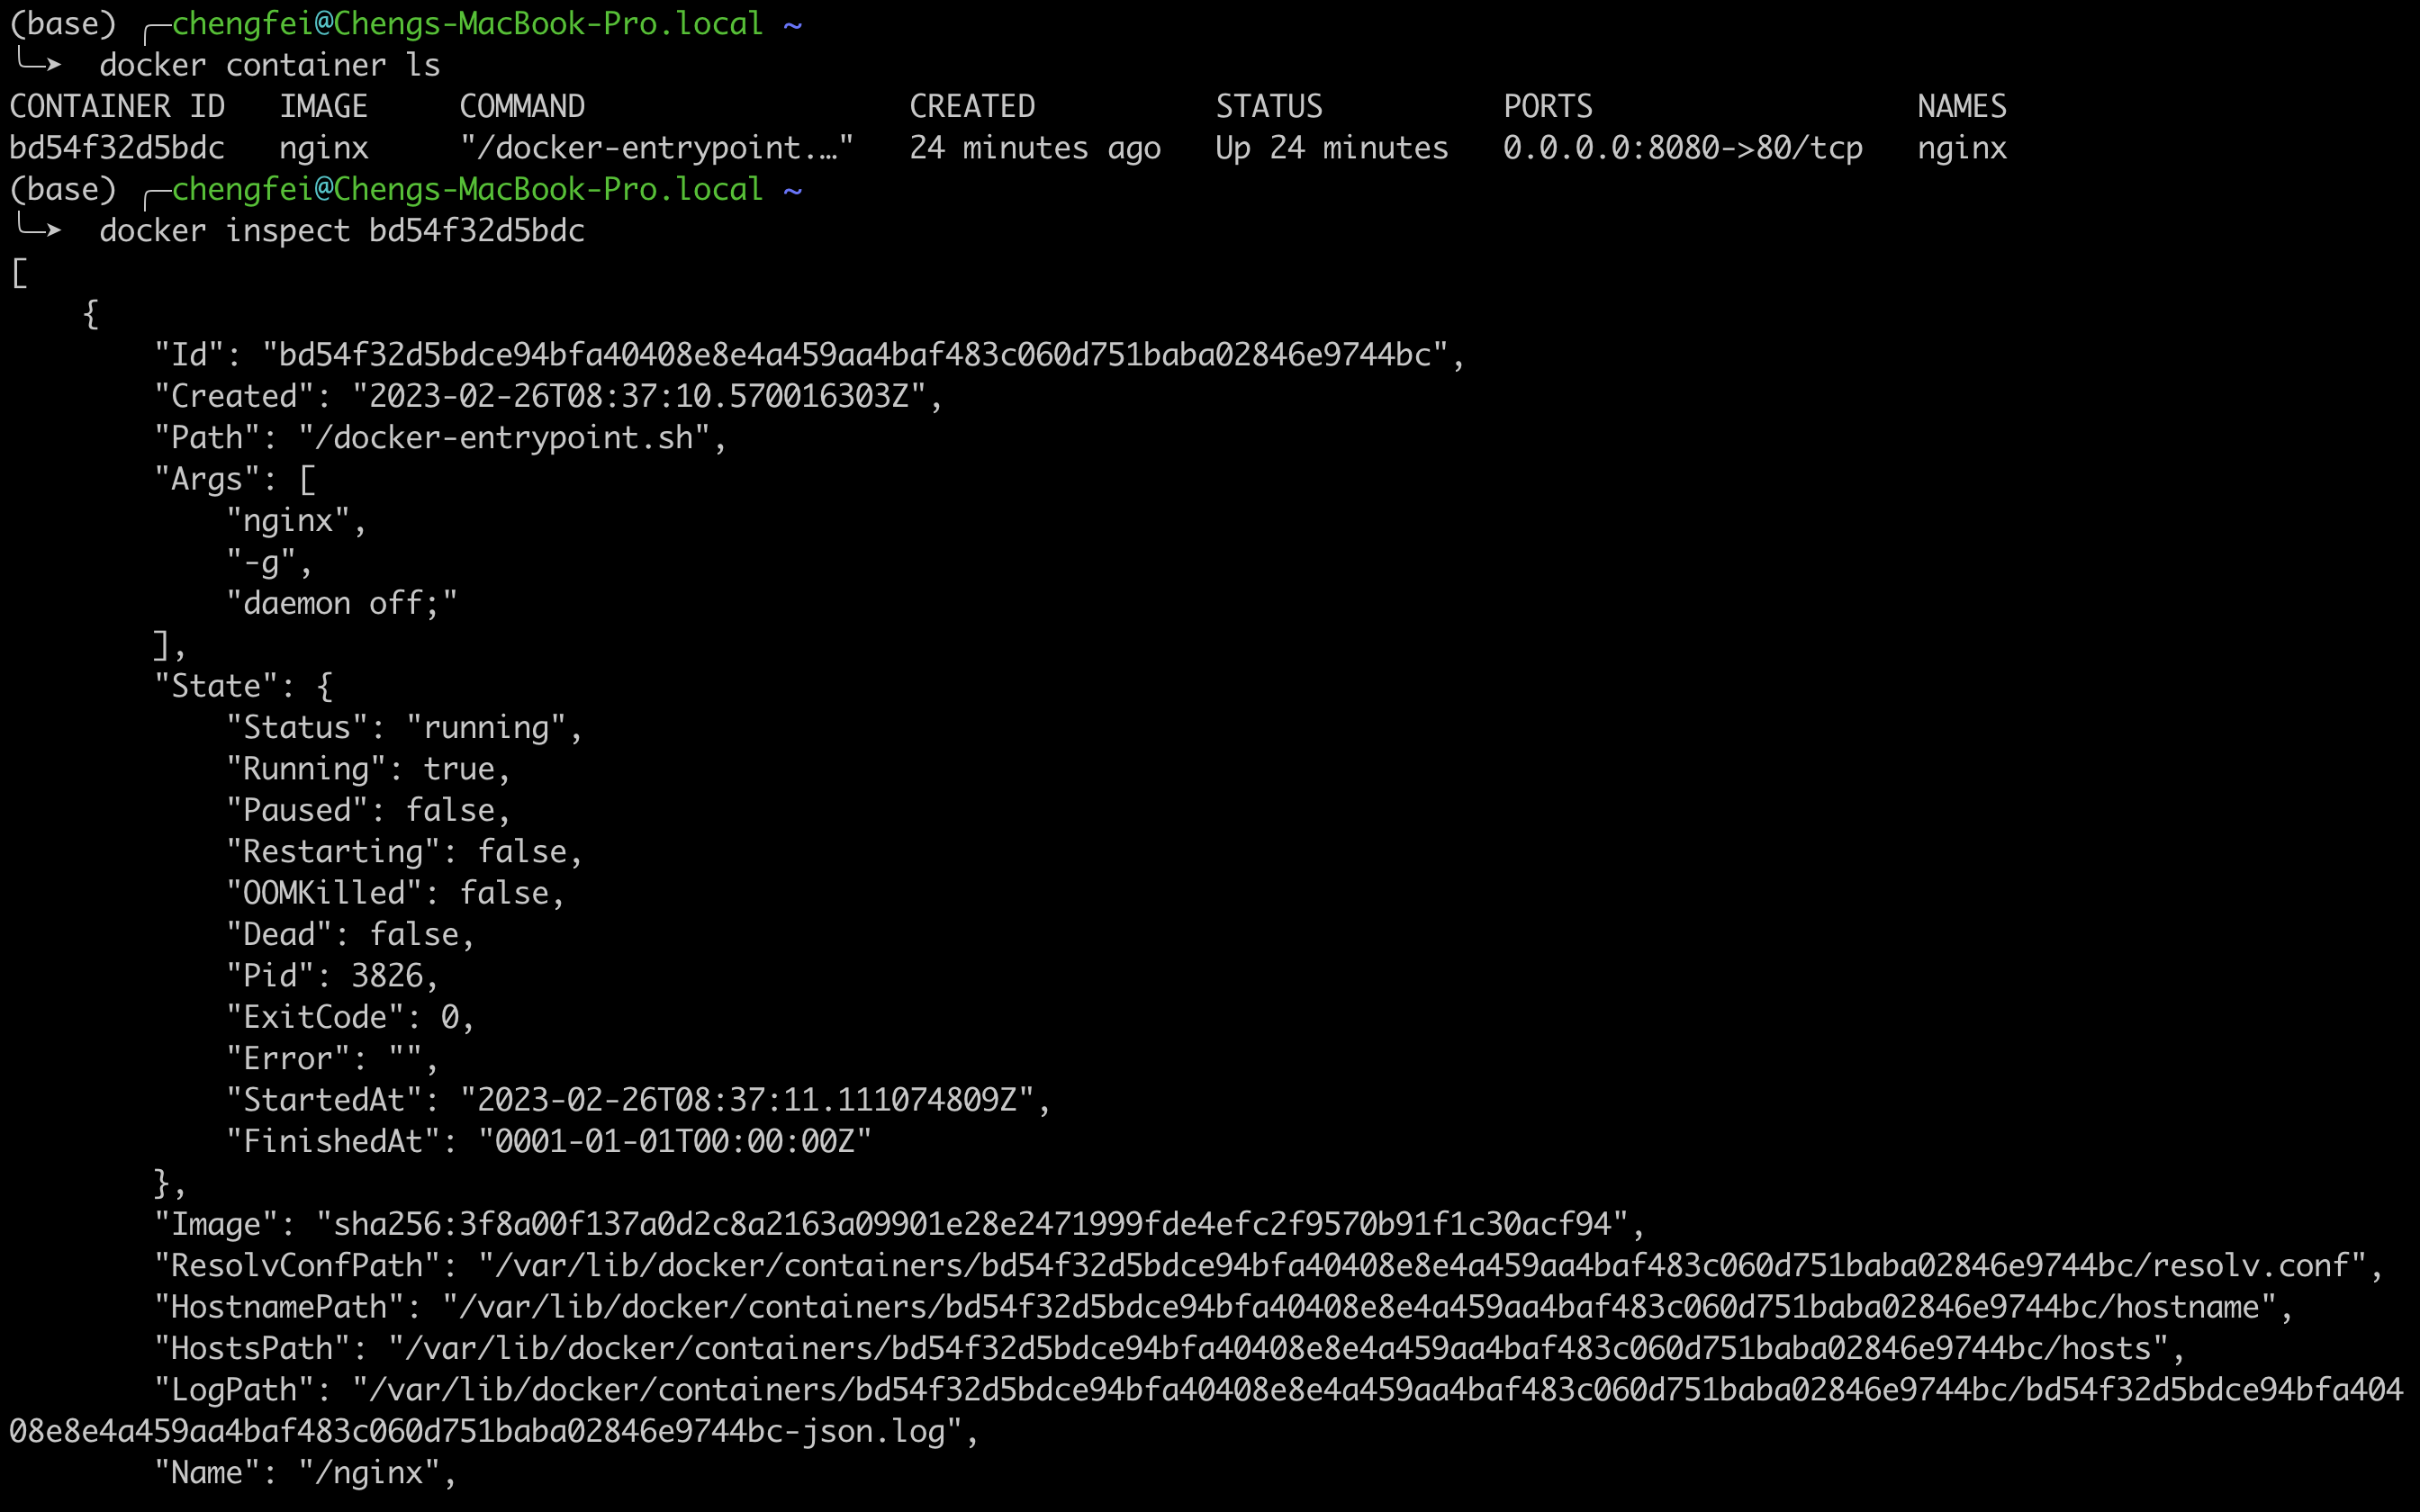 (base) ╭─chengfei@Chengs-MacBook-Pro.local ~
╰─➤  docker container ls
CONTAINER ID   IMAGE     COMMAND                  CREATED          STATUS          PORTS                  NAMES
bd54f32d5bdc   nginx     "/docker-entrypoint.…"   24 minutes ago   Up 24 minutes   0.0.0.0:8080->80/tcp   nginx
(base) ╭─chengfei@Chengs-MacBook-Pro.local ~
╰─➤  docker inspect bd54f32d5bdc
[
    {
        "Id": "bd54f32d5bdce94bfa40408e8e4a459aa4baf483c060d751baba02846e9744bc",
        "Created": "2023-02-26T08:37:10.570016303Z",
        "Path": "/docker-entrypoint.sh",
        "Args": [
            "nginx",
            "-g",
            "daemon off;"
        ],
        "State": {
            "Status": "running",
            "Running": true,
            "Paused": false,
            "Restarting": false,
            "OOMKilled": false,
            "Dead": false,
            "Pid": 3826,
            "ExitCode": 0,
            "Error": "",
            "StartedAt": "2023-02-26T08:37:11.111074809Z",
            "FinishedAt": "0001-01-01T00:00:00Z"
        },
        "Image": "sha256:3f8a00f137a0d2c8a2163a09901e28e2471999fde4efc2f9570b91f1c30acf94",
        "ResolvConfPath": "/var/lib/docker/containers/bd54f32d5bdce94bfa40408e8e4a459aa4baf483c060d751baba02846e9744bc/resolv.conf",
        "HostnamePath": "/var/lib/docker/containers/bd54f32d5bdce94bfa40408e8e4a459aa4baf483c060d751baba02846e9744bc/hostname",
        "HostsPath": "/var/lib/docker/containers/bd54f32d5bdce94bfa40408e8e4a459aa4baf483c060d751baba02846e9744bc/hosts",
        "LogPath": "/var/lib/docker/containers/bd54f32d5bdce94bfa40408e8e4a459aa4baf483c060d751baba02846e9744bc/bd54f32d5bdce94bfa404
08e8e4a459aa4baf483c060d751baba02846e9744bc-json.log",
        "Name": "/nginx",